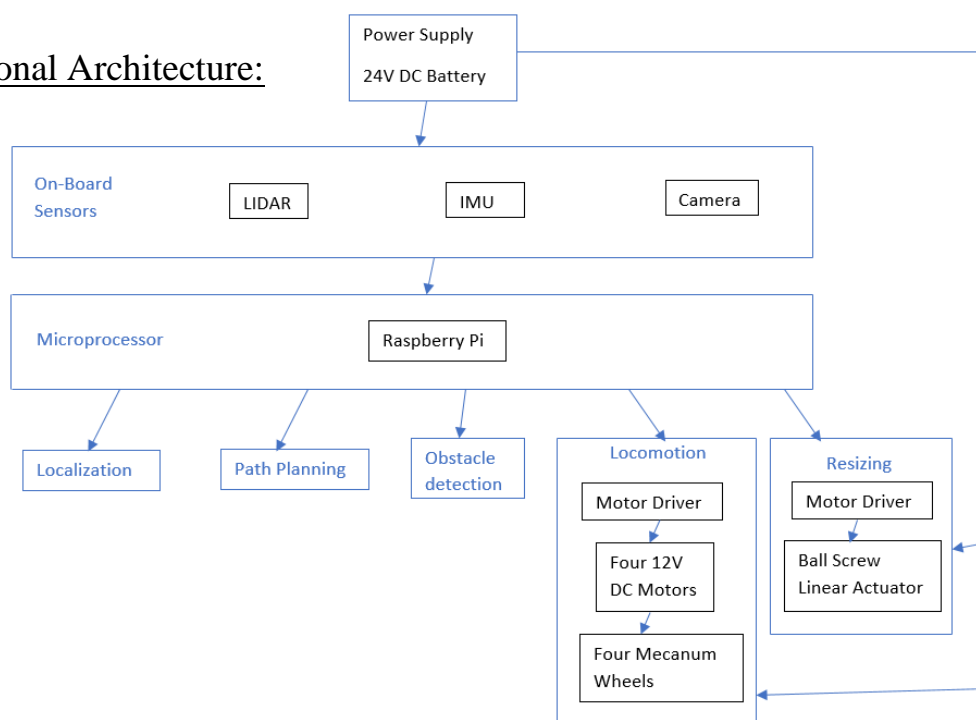 Power Supply
24V DC Battery
Architecture:
On-Board
Sensors
LIDAR
IMU
Camera
Microprocessor
Raspberry Pi
Localization
Path Planning
Obstacle
detection
Locomotion
Motor Driver
Four 12V
DC Motors
Four Mecanum
Wheels
Resizing
Motor Driver
Ball Screw
Linear Actuator